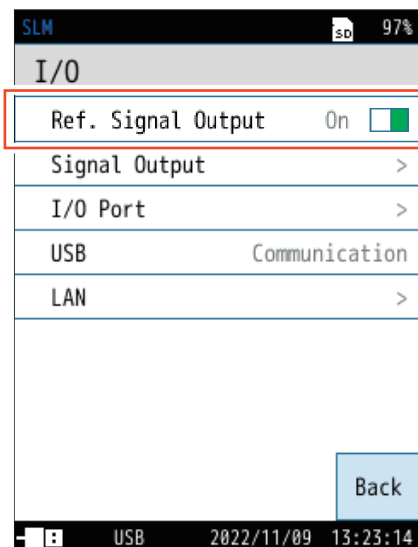 SLM SD 97%
I/O
Ref. Signal Output On
Signal Output >
I/O Port >
USB Communication
LAN >
Back
USB 2022/11/09 13:23:14